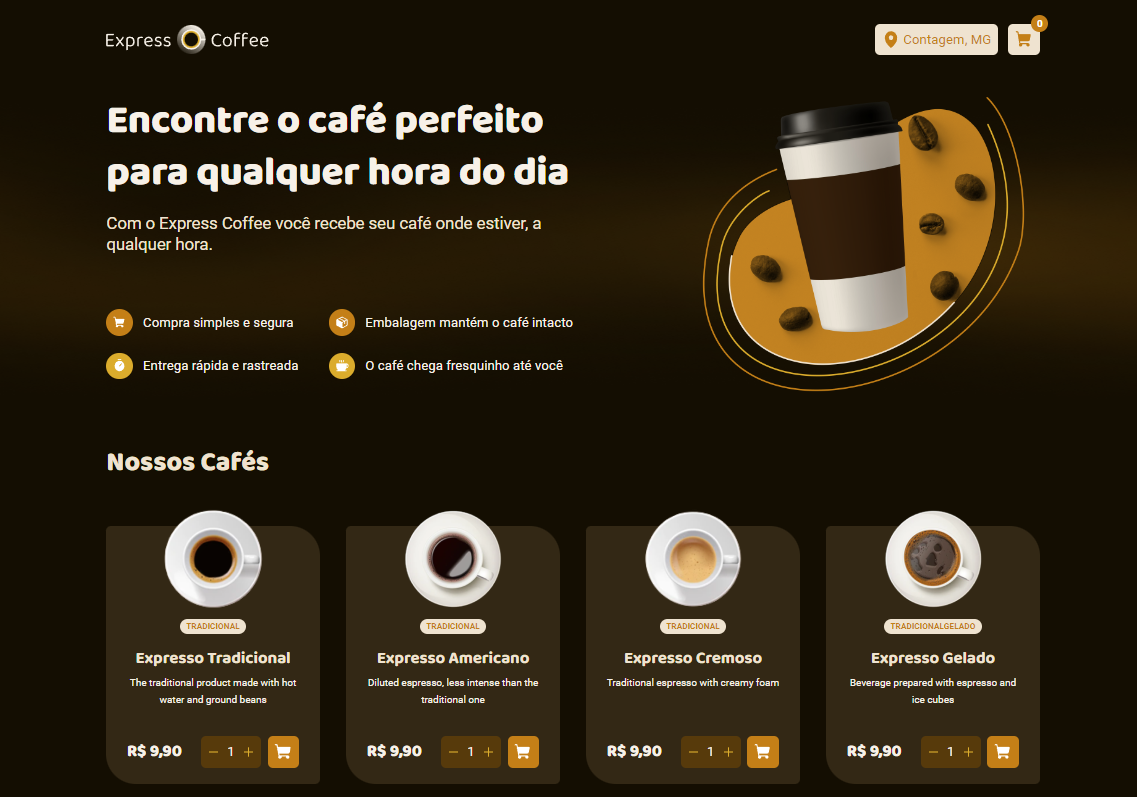 Express Coffee
Contagem, MG
0
Encontre o café perfeito
para qualquer hora do dia
Com o Express Coffee você recebe seu café onde estiver, a
qualquer hora.
Compra simples e segura
Embalagem mantém o café intacto
Entrega rápida e rastreada
O café chega fresquinho até você
Nossos Cafés
TRADICIONAL
Expresso Tradicional
The traditional product made with hot
water and ground beans
R$ 9,90
1
TRADICIONAL
Expresso Americano
Diluted espresso, less intense than the
traditional one
R$ 9,90
1
TRADICIONAL
Expresso Cremoso
Traditional espresso with creamy foam
R$ 9,90
1
TRADICIONALGELADO
Expresso Gelado
Beverage prepared with espresso and
ice cubes
R$ 9,90
1